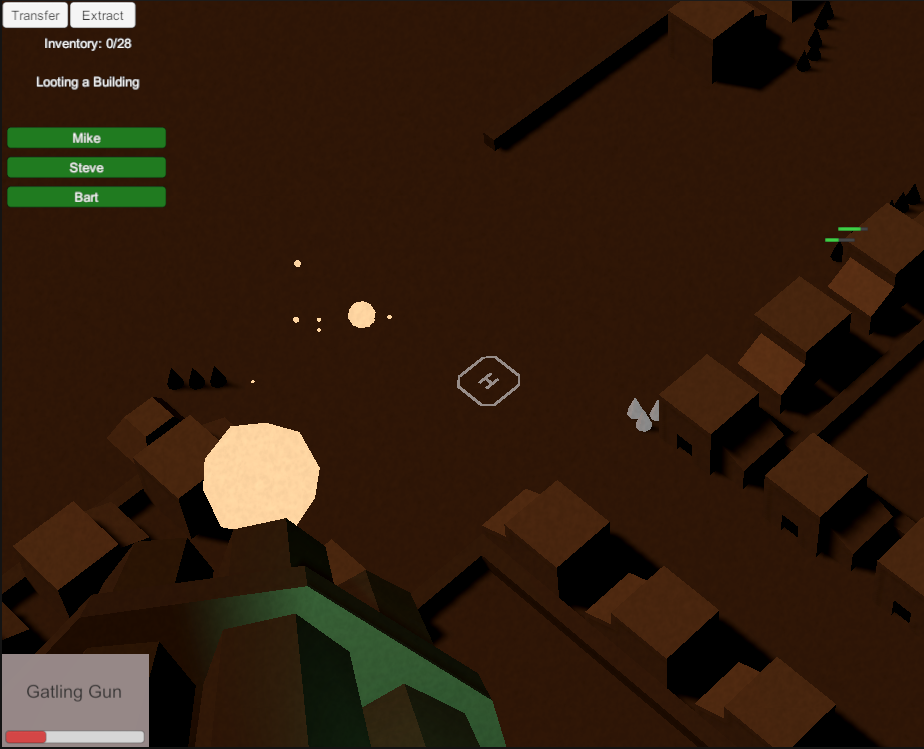 Transfer Extract
Inventory: 0/28
Looting a Building
Mike
Steve
Bart
H
Gatling Gun